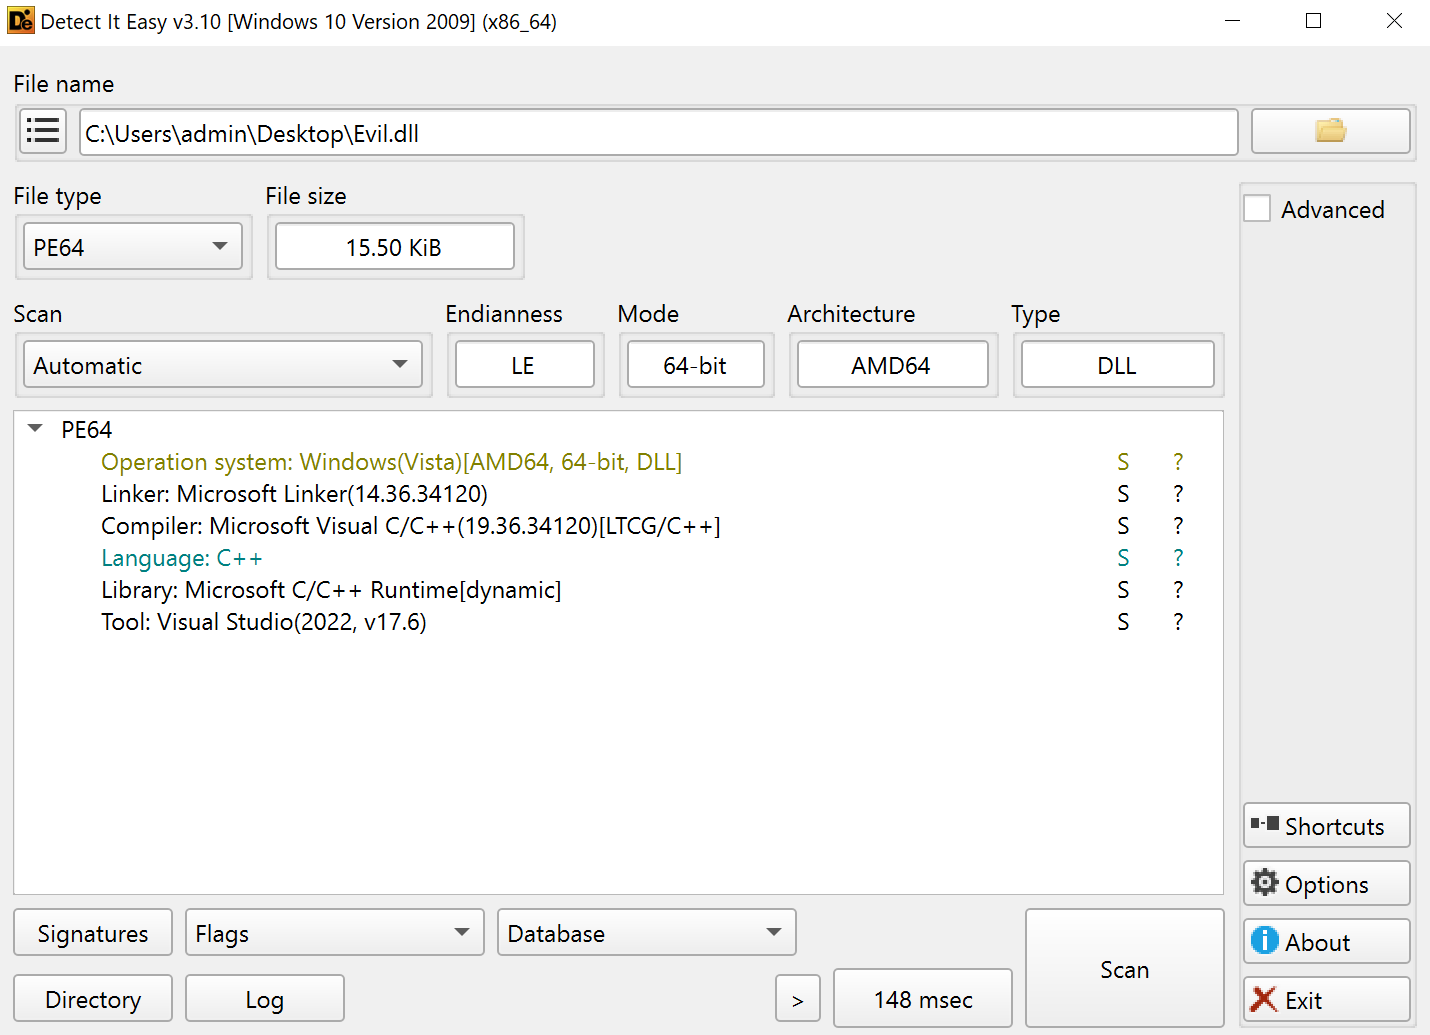 Detect It Easy v3.10 [Windows 10 Version 2009] (x86_64)
File name
C:\Users\admin\Desktop\Evil.dll
File type
File size
Advanced
PE64
15.50 KiB
Scan
Endianness
Mode
Architecture
Type
Automatic
LE
64-bit
AMD64
DLL
PE64
Operation system: Windows(Vista)[AMD64, 64-bit, DLL] S ?
Linker: Microsoft Linker(14.36.34120) S ?
Compiler: Microsoft Visual C/C++(19.36.34120)[LTCG/C++] S ?
Language: C++ S ?
Library: Microsoft C/C++ Runtime[dynamic] S ?
Tool: Visual Studio(2022, v17.6) S ?
Shortcuts
Options
About
Exit
Signatures
Flags
Database
Scan
Directory
Log
>
148 msec